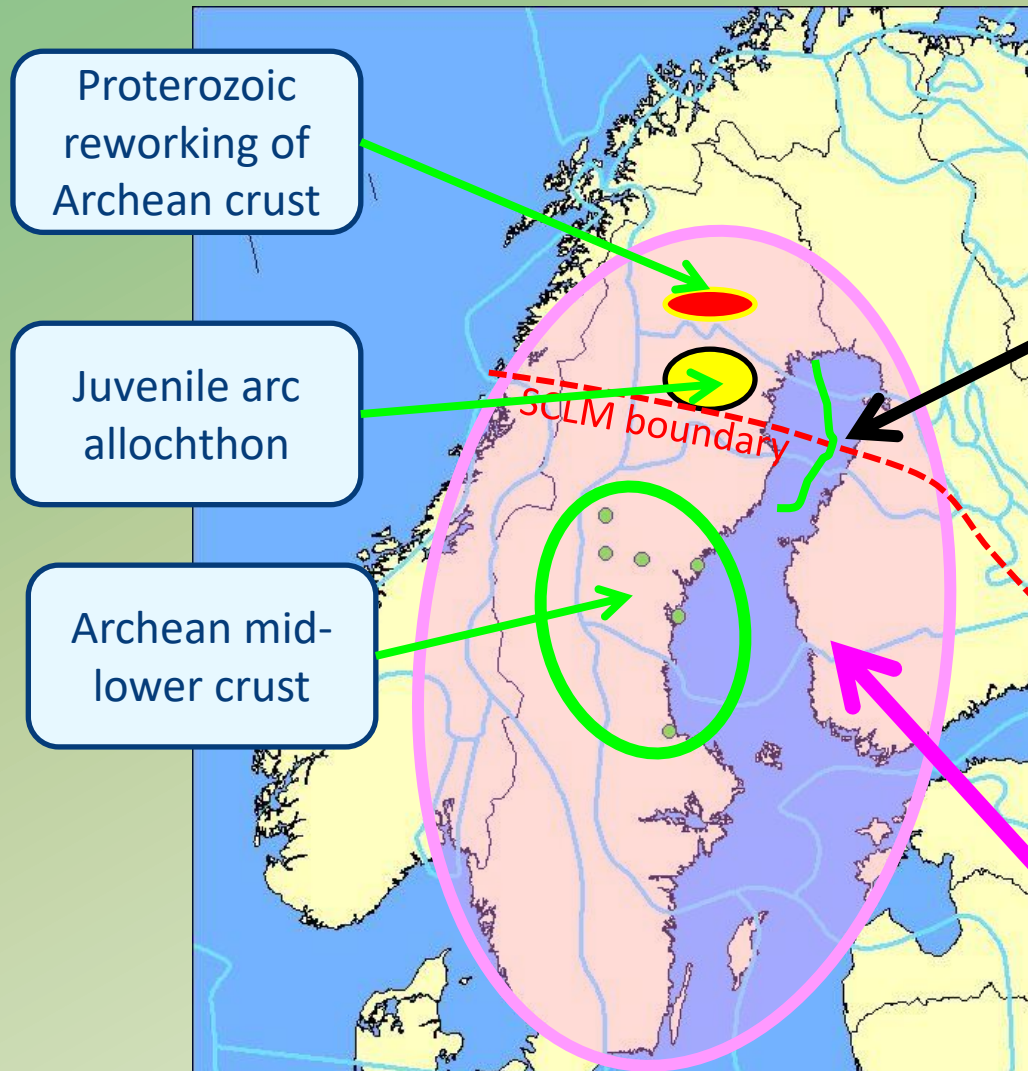 Proterozoic
reworking of
Archean crust
Juvenile arc
allochthon
SCLM boundary
Archean mid-
lower crust